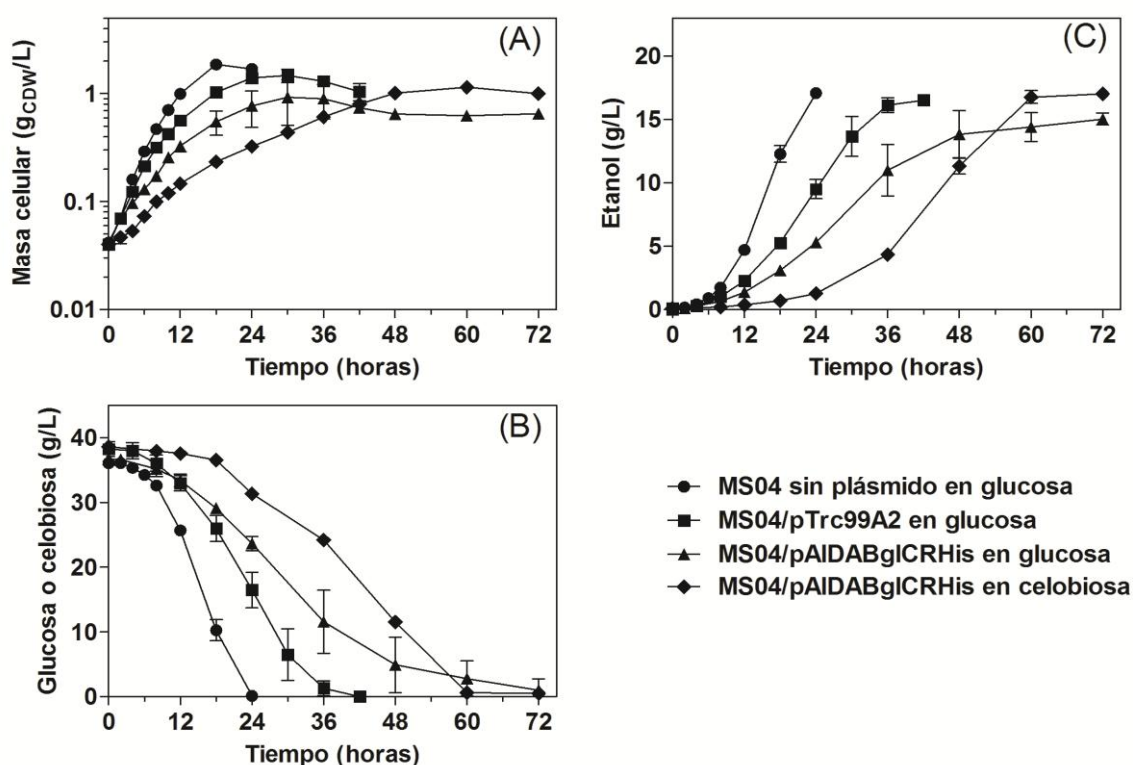 (A)
Masa celular (gCDW/L)
1
0.1
0.01
0 12 24 36 48 60 72
Tiempo (horas)
(C)
Etanol (g/L)
20
15
10
5
0
0 12 24 36 48 60 72
Tiempo (horas)
(B)
Glucosa o celobiosa (g/L)
40
30
20
10
0
0 12 24 36 48 60 72
Tiempo (horas)
MS04 sin plásmido en glucosa
MS04/pTrc99A2 en glucosa
MS04/pAIDABglCRHis en glucosa
MS04/pAIDABglCRHis en celobiosa